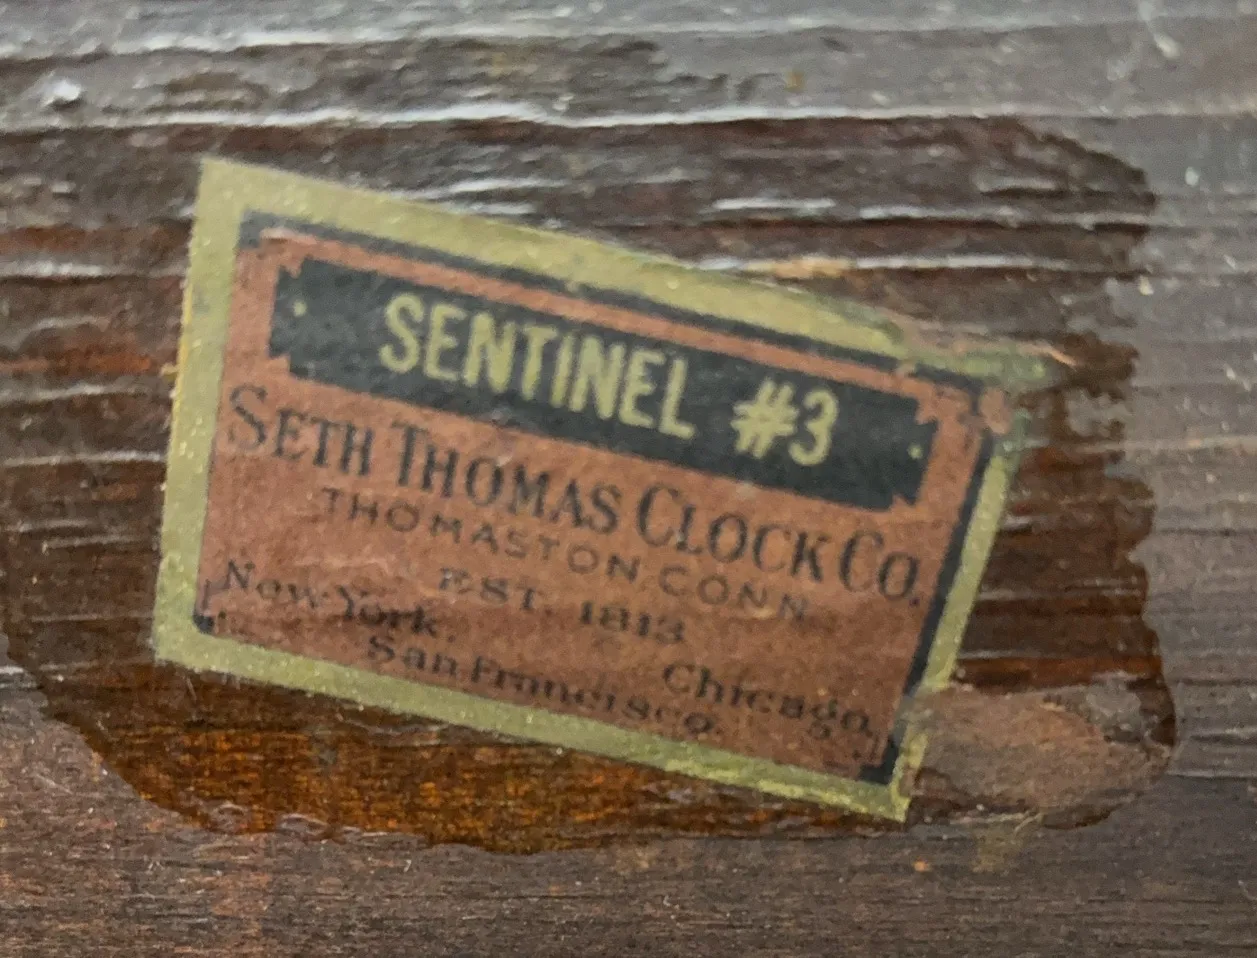 SENTINEL #3
SETH THOMAS CLOCK CO.
THOMASTON, CONN.
EST. 1813
New York, Chicago,
San Francisco.